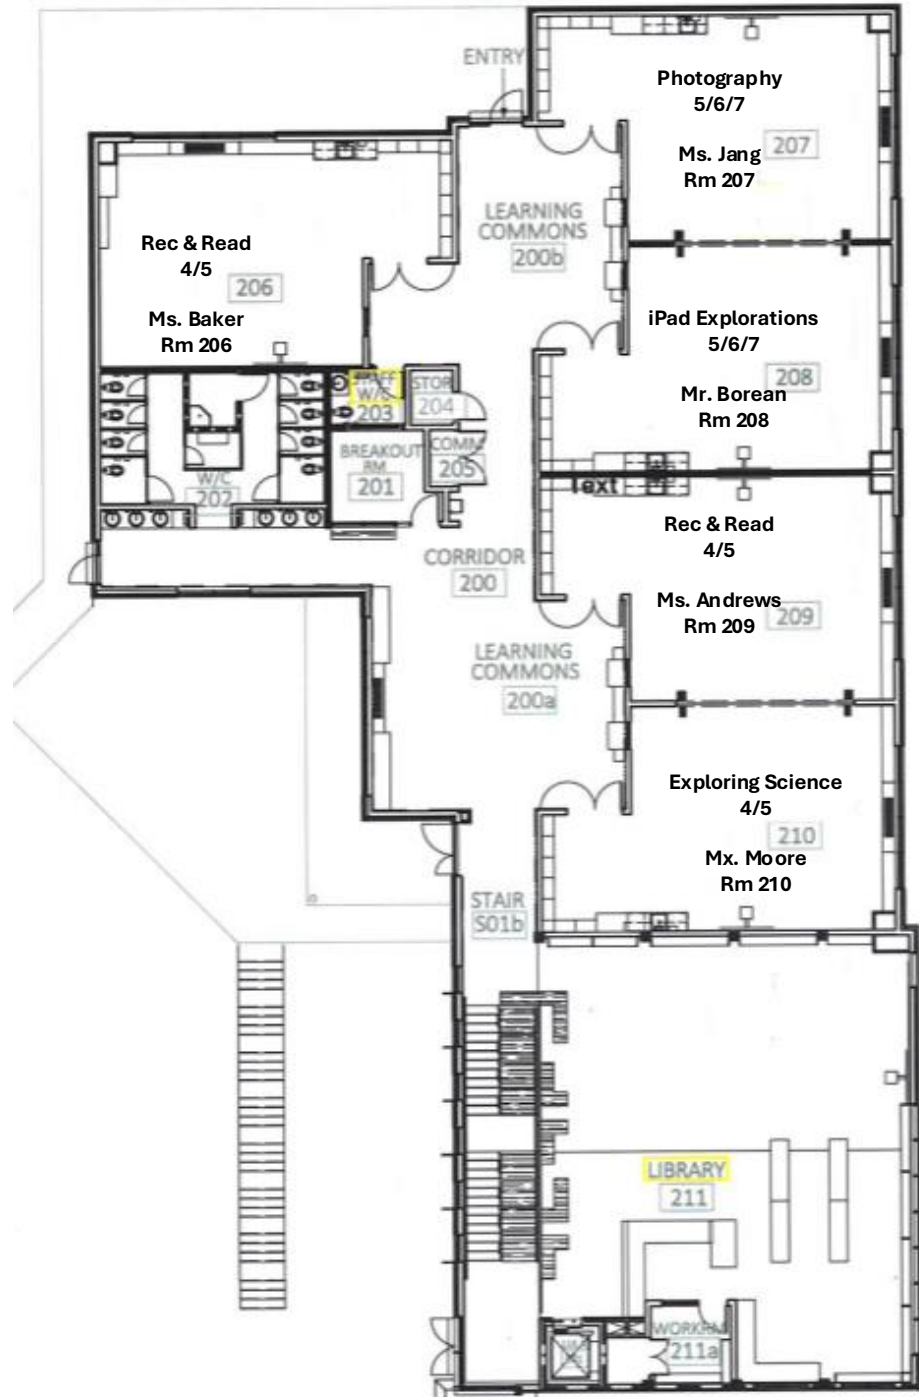 ENTRY
Photography
5/6/7
207
Ms. Jang
Rm 207
LEARNING
COMMONS
200b
Rec & Read
4/5
206
Ms. Baker
Rm 206
iPad Explorations
5/6/7
208
Mr. Borean
Rm 208
STAFF
W/C
203
STOR
204
COMM
205
BREAKOUT
RM
201
W/C
202
Text
Rec & Read
4/5
Ms. Andrews
209
Rm 209
CORRIDOR
200
LEARNING
COMMONS
200a
Exploring Science
4/5
210
Mx. Moore
Rm 210
STAIR
S01b
LIBRARY
211
WORKRM
211a